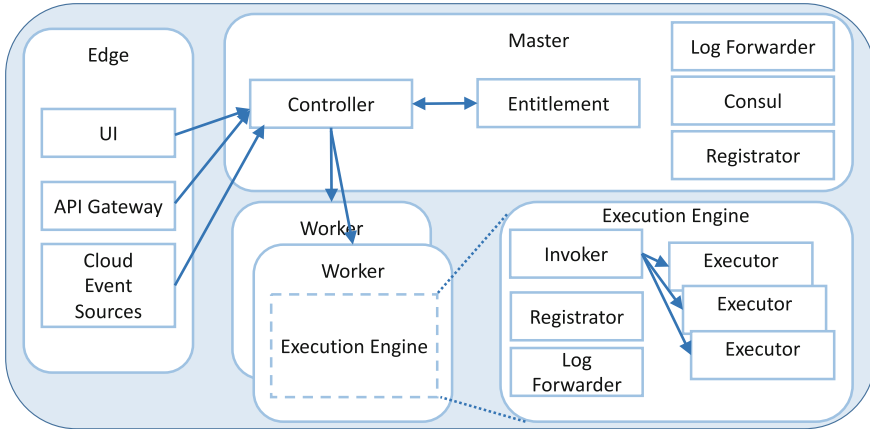 Edge
UI
API Gateway
Cloud
Event
Sources
Master
Controller
Entitlement
Log Forwarder
Consul
Registrator
Worker
Worker
Execution Engine
Execution Engine
Invoker
Registrator
Log
Forwarder
Executor
Executor
Executor